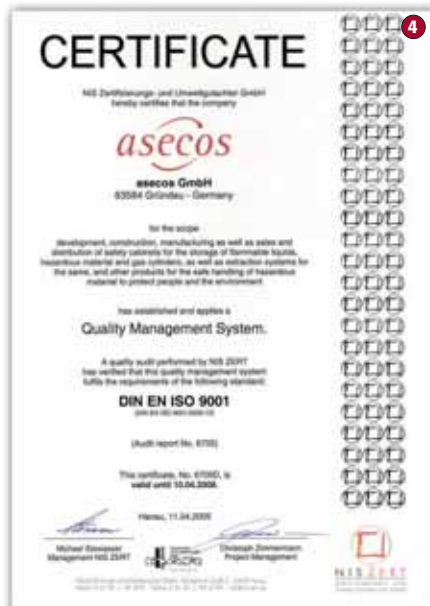 4
CERTIFICATE
NIS Zertifizierungs- und Umweltgutachter GmbH
hereby certifies that the company
asecos
asecos GmbH
63584 Gründau - Germany
for the scope
development, construction, manufacturing as well as sales and
distribution of safety cabinets for the storage of flammable liquids,
hazardous material and gas cylinders, as well as extraction systems for
the same, and other products for the safe handling of hazardous
material to protect people and the environment
has established and applies a
Quality Management System.
A quality audit performed by NIS ZERT
has verified that this quality management system
fulfils the requirements of the following standard:
DIN EN ISO 9001
(Audit report No. 6700)
This certificate, No. 6700D, is
valid until 10.04.2008.
Hanau, 11.04.2005
Management NIS ZERT
Christoph Zimmermann
Project Management
NIS ZERT